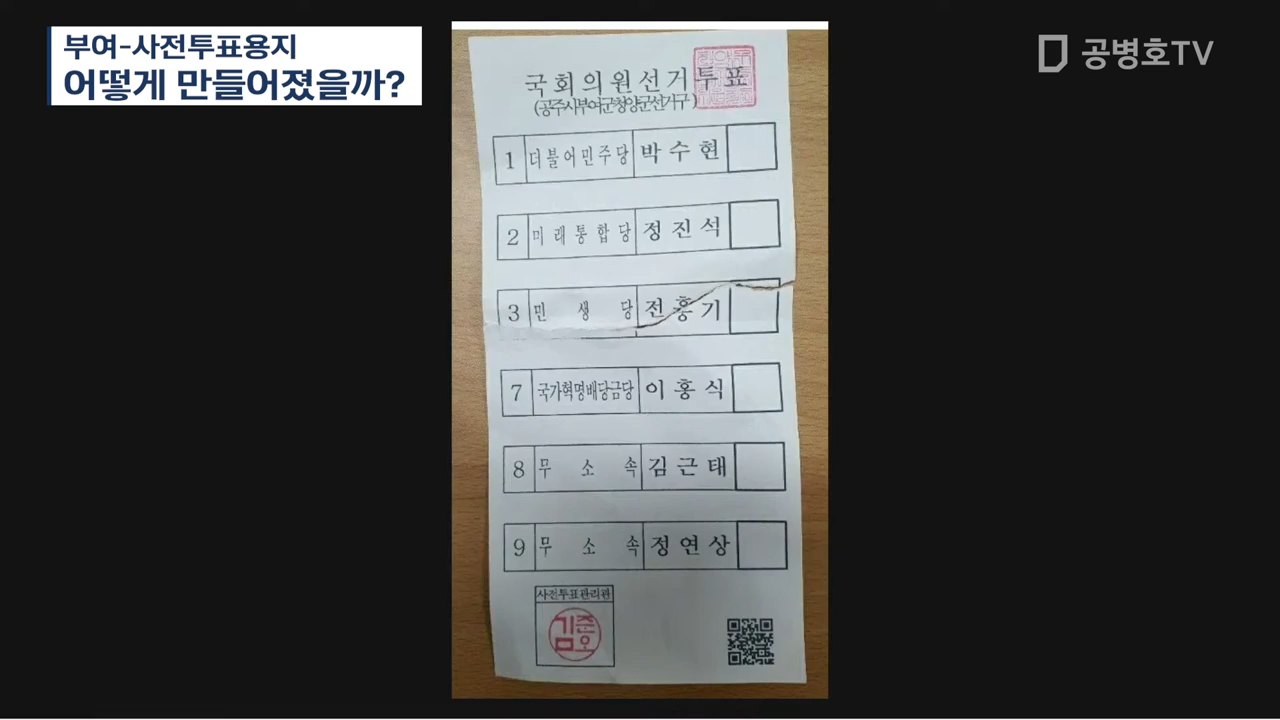 부여-사전투표용지
어떻게 만들어졌을까?
공병호TV
국회의원선거투표
(공주시부여군청양군선거구)
1 더불어민주당 박수현
2 미래통합당 정진석
3 민생당 전홍기
7 국가혁명배당금당 이홍식
8 무소속 김근태
9 무소속 정연상
사전투표관리관
김준호